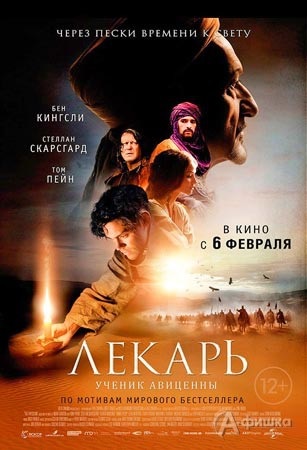 ЧЕРЕЗ ПЕСКИ ВРЕМЕНИ К СВЕТУ
БЕН
КИНГСЛИ
СТЕЛЛАН
СКАРСГАРД
ТОМ
ПЕЙН
В КИНО
С 6 ФЕВРАЛЯ
ЛЕКАРЬ
УЧЕНИК АВИЦЕННЫ
12+
ПО МОТИВАМ МИРОВОГО БЕСТСЕЛЛЕРА
Афишка